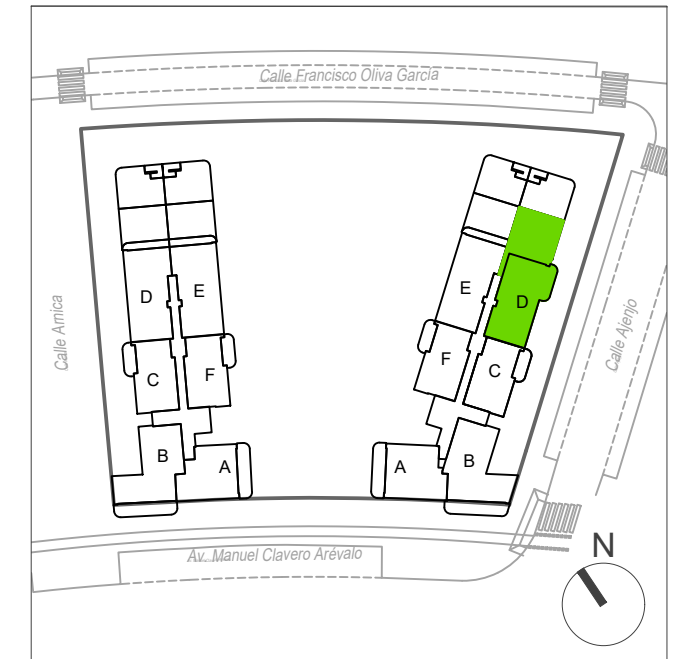 Calle Francisco Oliva García
Calle Arnica
Calle Ajenjo
D
E
C
F
B
A
E
D
F
C
A
B
Av. Manuel Clavero Arévalo
N